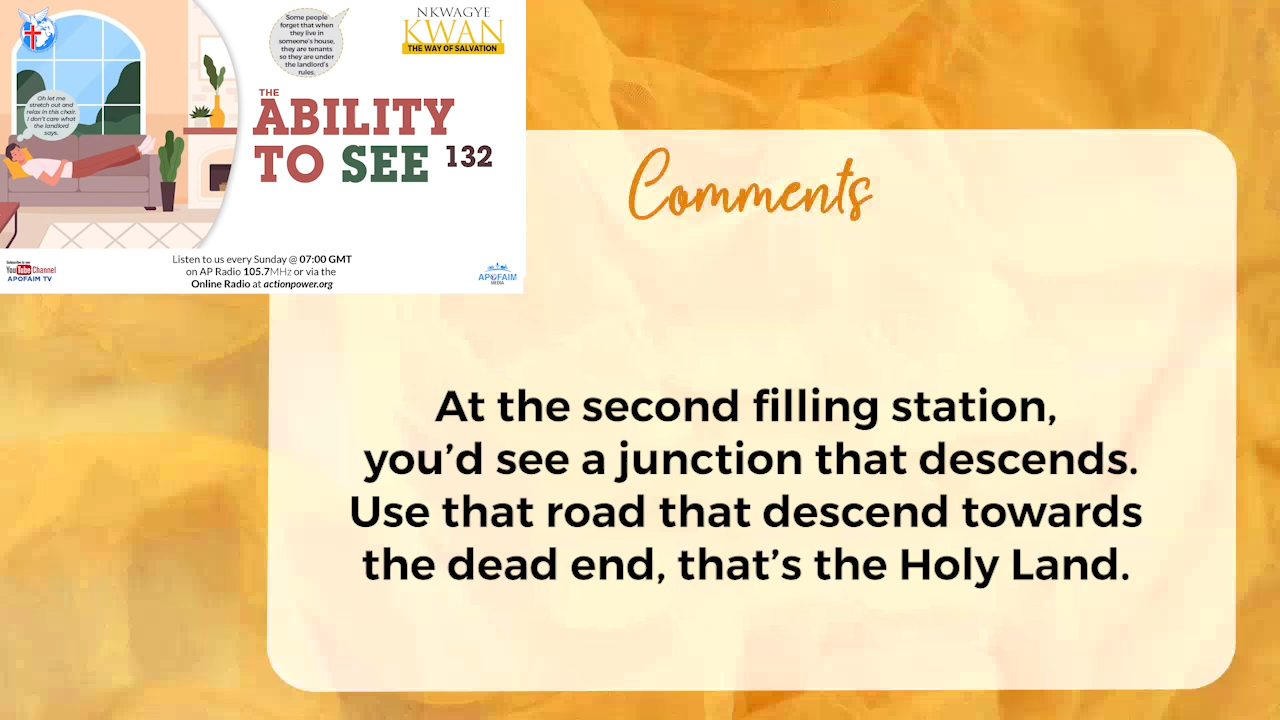 Some people
forget that when
they live in
someone's house,
they are tenants
so they are under
the landlord's
rules.
NKWAGYE
KWAN
THE WAY OF SALVATION
Oh let me
stretch out and
relax in this chair.
I don't care what
the landlord
says.
THE
ABILITY
TO SEE 132
Listen to us every Sunday @ 07:00 GMT
on AP Radio 105.7MHz or via the
Online Radio at actionpower.org
Subscribe to our
YouTube Channel
APOFAIM TV
APOFAIM
MEDIA
Comments
At the second filling station,
you'd see a junction that descends.
Use that road that descend towards
the dead end, that's the Holy Land.